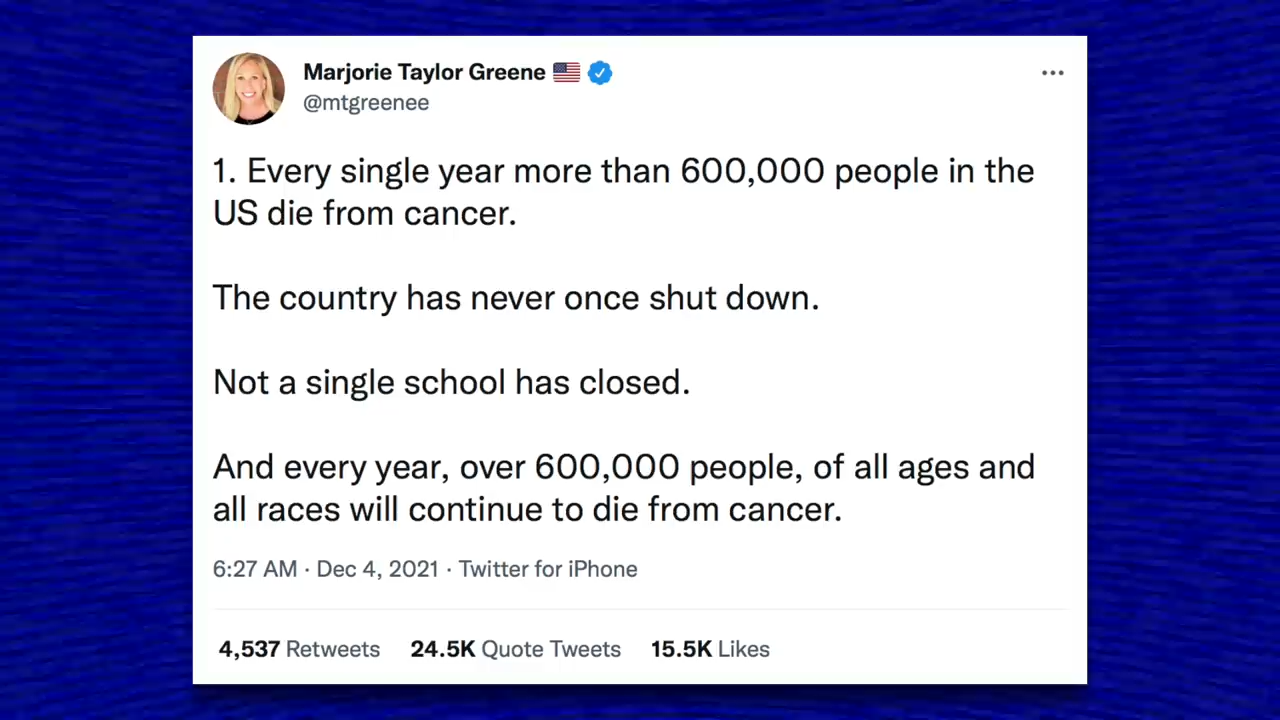 Marjorie Taylor Greene 🇺🇸
@mtgreenee
1. Every single year more than 600,000 people in the
US die from cancer.
The country has never once shut down.
Not a single school has closed.
And every year, over 600,000 people, of all ages and
all races will continue to die from cancer.
6:27 AM · Dec 4, 2021 · Twitter for iPhone
4,537 Retweets 24.5K Quote Tweets 15.5K Likes